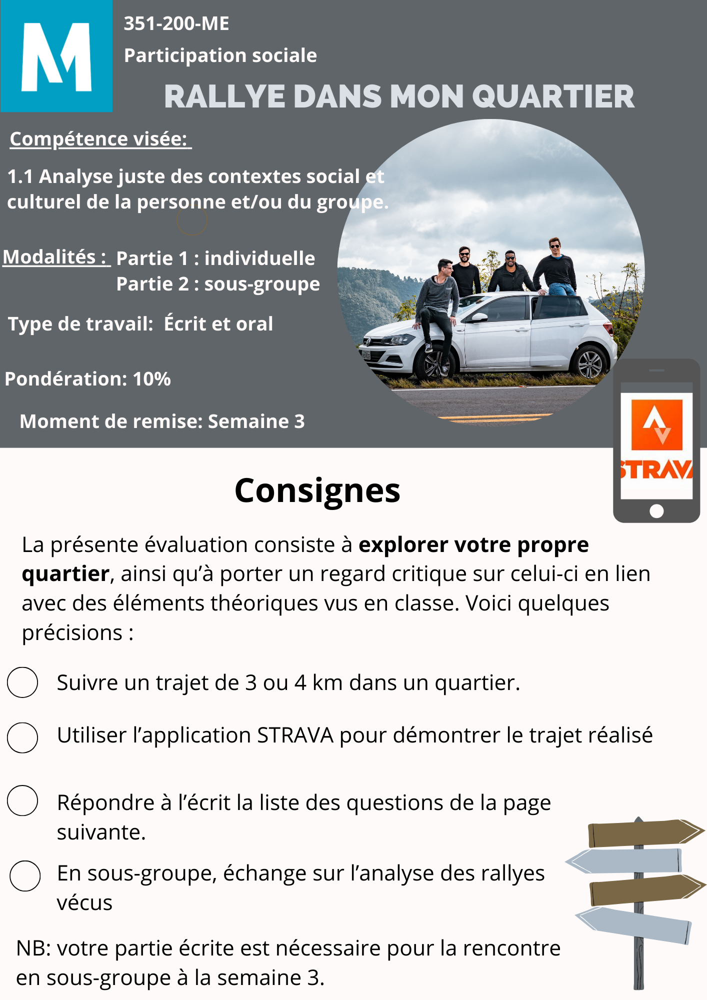 M
351-200-ME
Participation sociale
RALLYE DANS MON QUARTIER
Compétence visée:
1.1 Analyse juste des contextes social et
culturel de la personne et/ou du groupe.
Modalités : Partie 1 : individuelle
Partie 2 : sous-groupe
Type de travail: Écrit et oral
Pondération: 10%
Moment de remise: Semaine 3
STRAVA
Consignes
La présente évaluation consiste à explorer votre propre
quartier, ainsi qu’à porter un regard critique sur celui-ci en lien
avec des éléments théoriques vus en classe. Voici quelques
précisions :
Suivre un trajet de 3 ou 4 km dans un quartier.
Utiliser l’application STRAVA pour démontrer le trajet réalisé
Répondre à l’écrit la liste des questions de la page
suivante.
En sous-groupe, échange sur l’analyse des rallyes
vécus
NB: votre partie écrite est nécessaire pour la rencontre
en sous-groupe à la semaine 3.